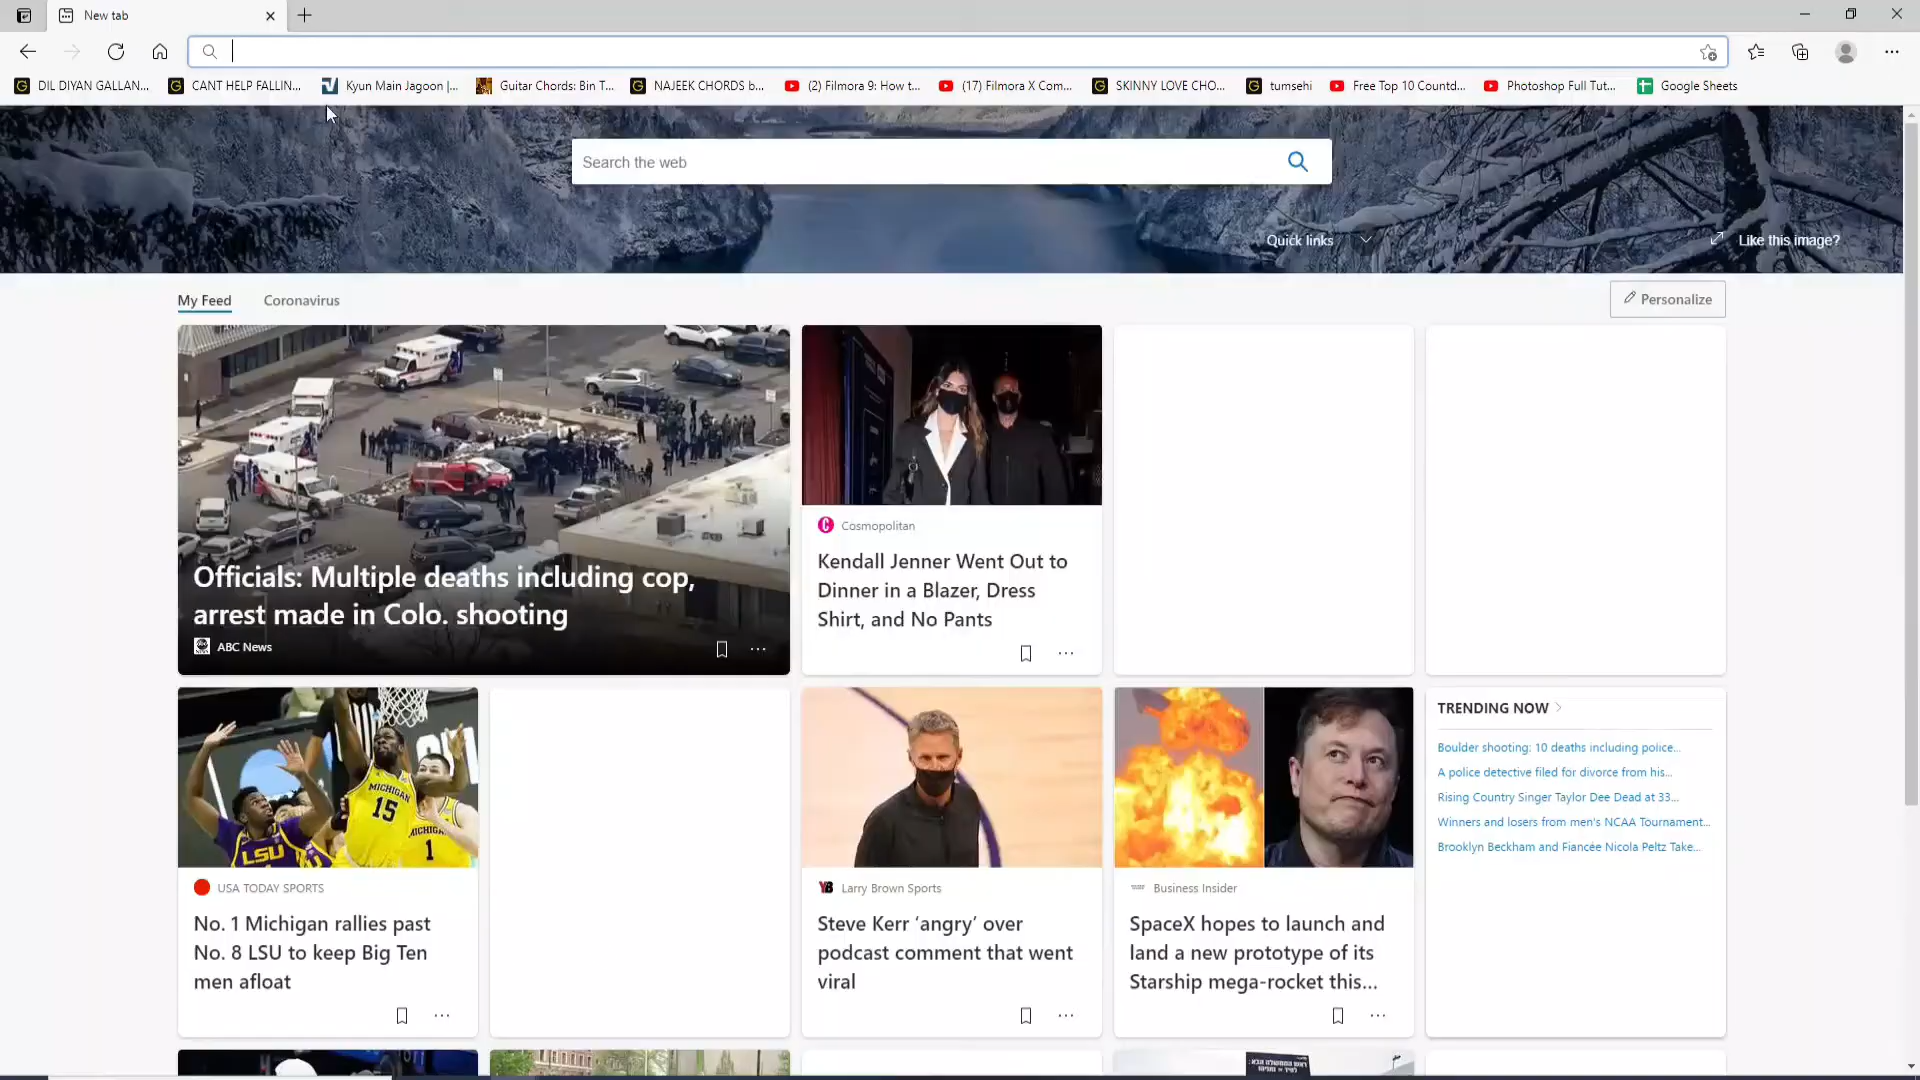 New tab
DIL DIYAN GALLAN...
CANT HELP FALLIN...
Kyun Main Jagoon |...
Guitar Chords: Bin T...
NAJEEK CHORDS b...
(2) Filmora 9: How t...
(17) Filmora X Com...
SKINNY LOVE CHO...
tumsehi
Free Top 10 Countd...
Photoshop Full Tut...
Google Sheets
Search the web
Quick links
Like this image?
My Feed
Coronavirus
Personalize
Officials: Multiple deaths including cop,
arrest made in Colo. shooting
ABC News
Cosmopolitan
Kendall Jenner Went Out to
Dinner in a Blazer, Dress
Shirt, and No Pants
MICHIGAN
15
MICHIGA
1
LSU
USA TODAY SPORTS
No. 1 Michigan rallies past
No. 8 LSU to keep Big Ten
men afloat
YB
Larry Brown Sports
Steve Kerr ‘angry’ over
podcast comment that went
viral
Business Insider
SpaceX hopes to launch and
land a new prototype of its
Starship mega-rocket this...
TRENDING NOW
Boulder shooting: 10 deaths including police...
A police detective filed for divorce from his...
Rising Country Singer Taylor Dee Dead at 33...
Winners and losers from men's NCAA Tournament...
Brooklyn Beckham and Fiancée Nicola Peltz Take...